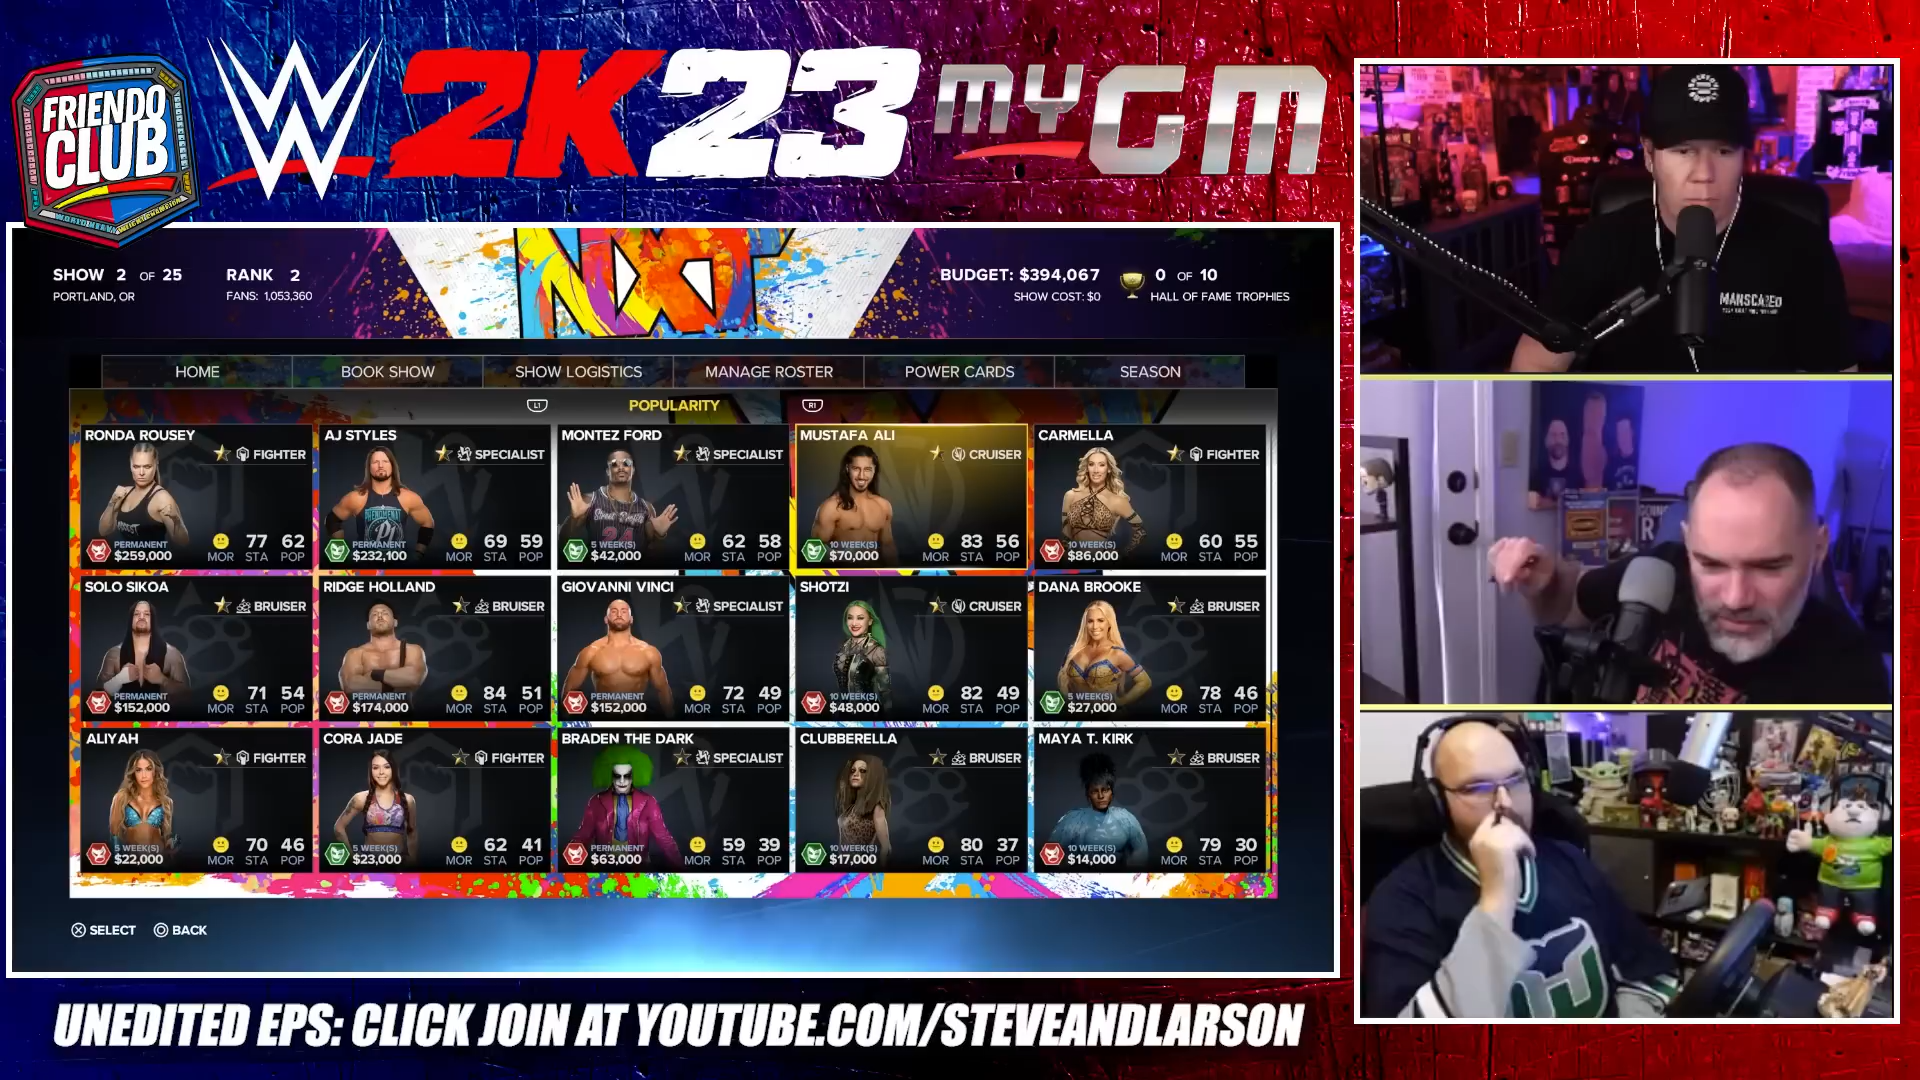 FRIENDO
CLUB
W 2K23 MyGM
SHOW 2 OF 25
PORTLAND, OR
RANK 2
FANS: 1,053,360
NXT
BUDGET: $394,067
SHOW COST: $0
0 OF 10
HALL OF FAME TROPHIES
HOME BOOK SHOW SHOW LOGISTICS MANAGE ROSTER POWER CARDS SEASON
L1 POPULARITY R1
RONDA ROUSEY
FIGHTER
PERMANENT
$259,000
77 62
MOR STA POP
AJ STYLES
SPECIALIST
PERMANENT
$232,100
69 59
MOR STA POP
MONTEZ FORD
SPECIALIST
5 WEEK(S)
$42,000
62 58
MOR STA POP
MUSTAFA ALI
CRUISER
10 WEEK(S)
$70,000
83 56
MOR STA POP
CARMELLA
FIGHTER
10 WEEK(S)
$86,000
60 55
MOR STA POP
SOLO SIKOA
BRUISER
PERMANENT
$152,000
71 54
MOR STA POP
RIDGE HOLLAND
BRUISER
PERMANENT
$174,000
84 51
MOR STA POP
GIOVANNI VINCI
SPECIALIST
PERMANENT
$152,000
72 49
MOR STA POP
SHOTZI
CRUISER
10 WEEK(S)
$48,000
82 49
MOR STA POP
DANA BROOKE
BRUISER
5 WEEK(S)
$27,000
78 46
MOR STA POP
ALIYAH
FIGHTER
5 WEEK(S)
$22,000
70 46
MOR STA POP
CORA JADE
FIGHTER
5 WEEK(S)
$23,000
62 41
MOR STA POP
BRADEN THE DARK
SPECIALIST
PERMANENT
$63,000
59 39
MOR STA POP
CLUBBERELLA
BRUISER
10 WEEK(S)
$17,000
80 37
MOR STA POP
MAYA T. KIRK
BRUISER
10 WEEK(S)
$14,000
79 30
MOR STA POP
SELECT BACK
MANSCAPED
UNEDITED EPS: CLICK JOIN AT YOUTUBE.COM/STEVEANDLARSON